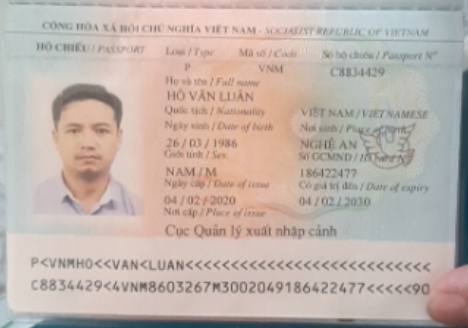 CỘNG HÒA XÃ HỘI CHỦ NGHĨA VIỆT NAM - SOCIALIST REPUBLIC OF VIETNAM
HỘ CHIẾU / PASSPORT Loại / Type Mã số / Code Số hộ chiếu / Passport Nº
P VNM C8834429
Họ và tên / Full name
HỒ VĂN LUÂN
Quốc tịch / Nationality VIỆT NAM / VIETNAMESE
Ngày sinh / Date of birth Nơi sinh / Place of birth
26 / 03 / 1986 NGHỆ AN
Giới tính / Sex Số GCMND / ID card Nº
NAM / M 186422477
Ngày cấp / Date of issue Có giá trị đến / Date of expiry
04 / 02 / 2020 04 / 02 / 2030
Nơi cấp / Place of issue
Cục Quản lý xuất nhập cảnh
P<VNMHO<<VAN<LUAN<<<<<<<<<<<<<<<<<<<<<<<<<<<
C8834429<4VNM8603267M3002049186422477<<<<<90